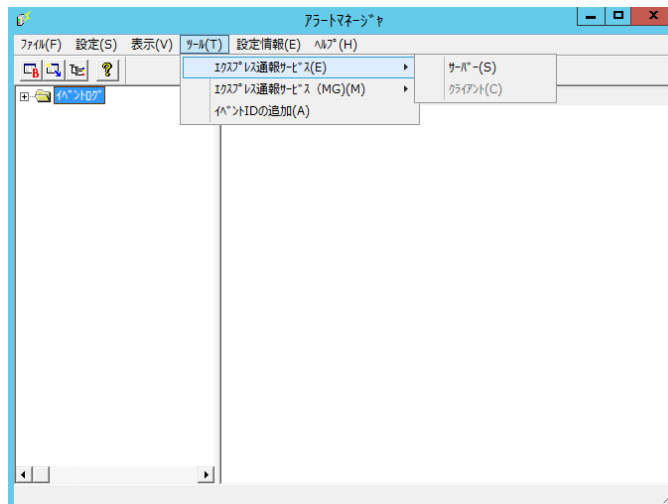 ｱﾗｰﾄﾏﾈｰｼﾞｬ
ﾌｧｲﾙ(F) 設定(S) 表示(V) ﾂｰﾙ(T) 設定情報(E) ﾍﾙﾌﾟ(H)
ｴｸｽﾌﾟﾚｽ通報ｻｰﾋﾞｽ(E) ｻｰﾊﾞｰ(S)
ｴｸｽﾌﾟﾚｽ通報ｻｰﾋﾞｽ（MG)(M) ｸﾗｲｱﾝﾄ(C)
ｲﾍﾞﾝﾄIDの追加(A)
ｲﾍﾞﾝﾄﾛｸﾞ